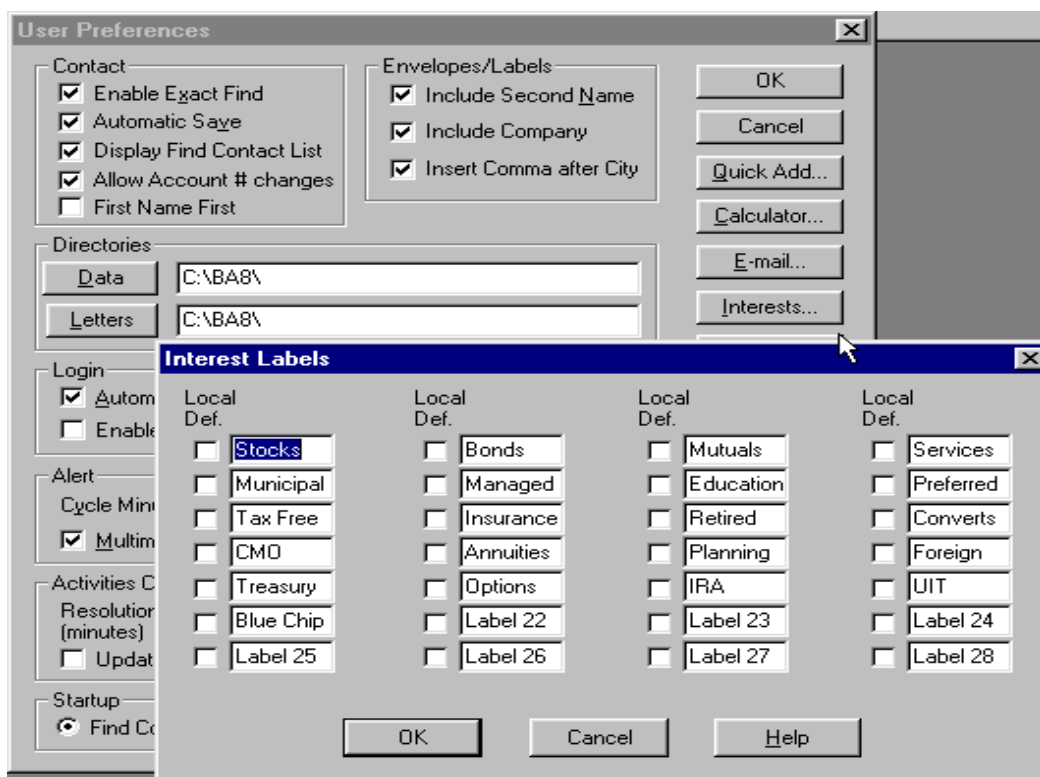 User Preferences
Contact
Enable Exact Find
Automatic Save
Display Find Contact List
Allow Account # changes
First Name First
Envelopes/Labels
Include Second Name
Include Company
Insert Comma after City
OK
Cancel
Quick Add...
Calculator...
E-mail...
Interests...
Directories
Data C:\BA8\
Letters C:\BA8\
Login
Autom
Enable
Alert
Cycle Minu
Multim
Activities C
Resolution
(minutes)
Updat
Startup
Find Co
Interest Labels
Local Local Local Local
Def. Def. Def. Def.
Stocks Bonds Mutuals Services
Municipal Managed Education Preferred
Tax Free Insurance Retired Converts
CMO Annuities Planning Foreign
Treasury Options IRA UIT
Blue Chip Label 22 Label 23 Label 24
Label 25 Label 26 Label 27 Label 28
OK Cancel Help